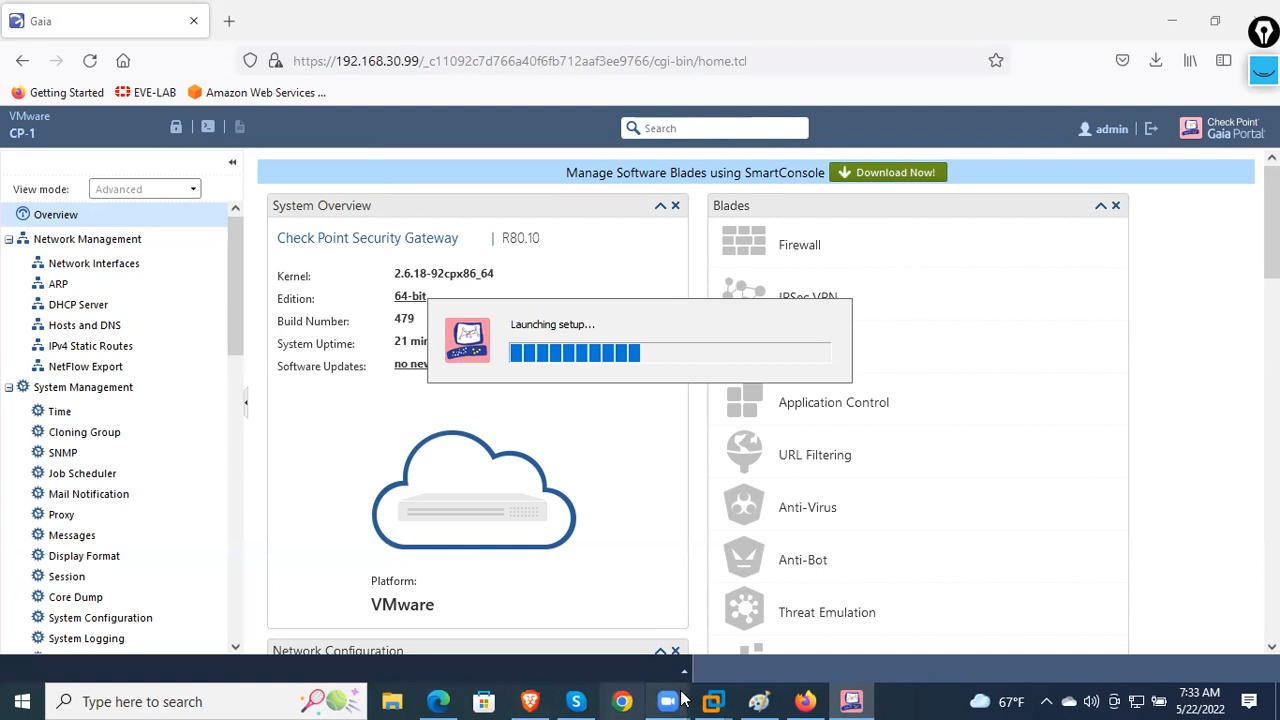 Gaia
https://192.168.30.99/_c11092c7d766a40f6fb712aaf3ee9766/cgi-bin/home.tcl
Getting Started
EVE-LAB
Amazon Web Services ...
VMware
CP-1
Search
admin
Check Point
Gaia Portal
View mode:
Advanced
Overview
Network Management
Network Interfaces
ARP
DHCP Server
Hosts and DNS
IPv4 Static Routes
NetFlow Export
System Management
Time
Cloning Group
SNMP
Job Scheduler
Mail Notification
Proxy
Messages
Display Format
Session
Core Dump
System Configuration
System Logging
Manage Software Blades using SmartConsole
Download Now!
System Overview
Check Point Security Gateway | R80.10
Kernel: 2.6.18-92cpx86_64
Edition: 64-bit
Build Number: 479
System Uptime: 21 min
Software Updates: no new
Platform:
VMware
Network Configuration
Blades
Firewall
IPSec VPN
Application Control
URL Filtering
Anti-Virus
Anti-Bot
Threat Emulation
Launching setup...
Type here to search
67°F
7:33 AM
5/22/2022